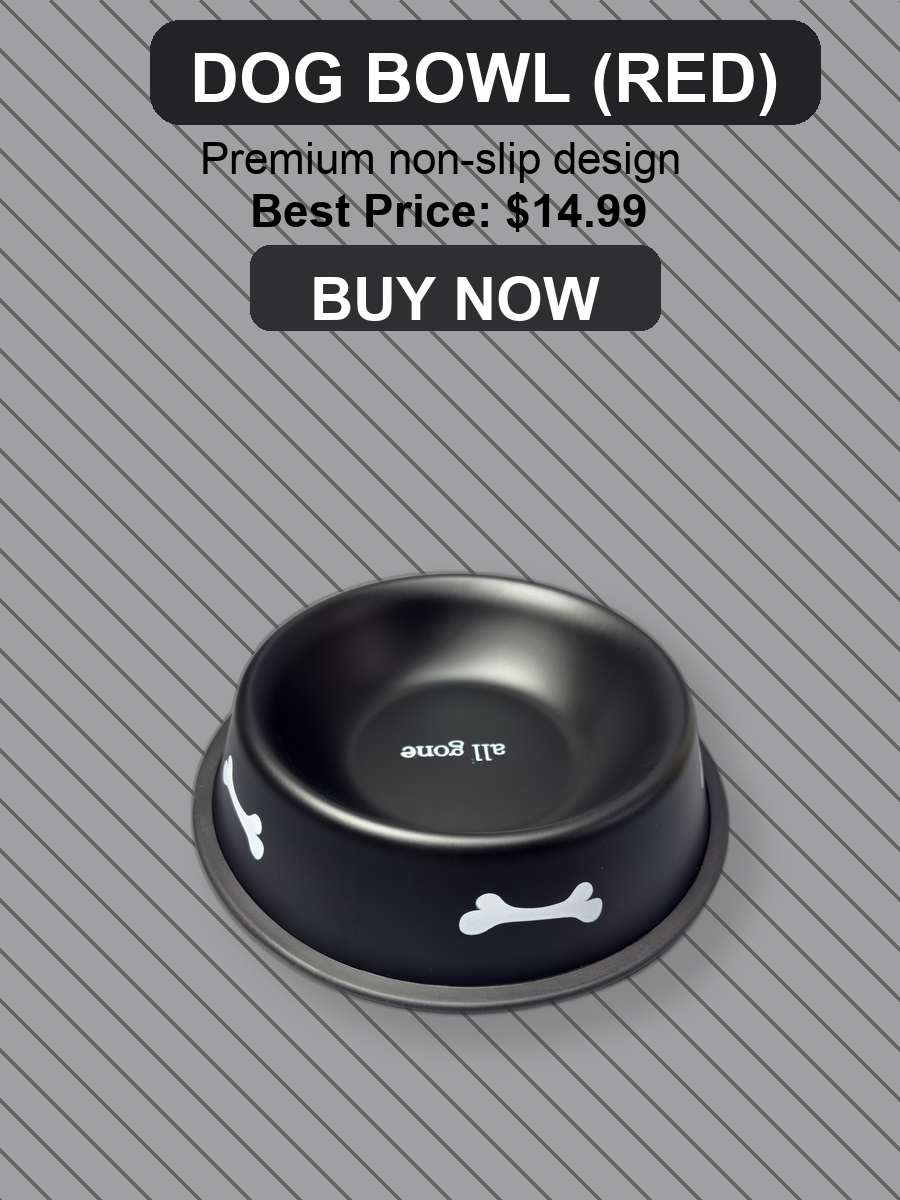 DOG BOWL (RED)
Premium non-slip design
Best Price: $14.99
BUY NOW
all gone